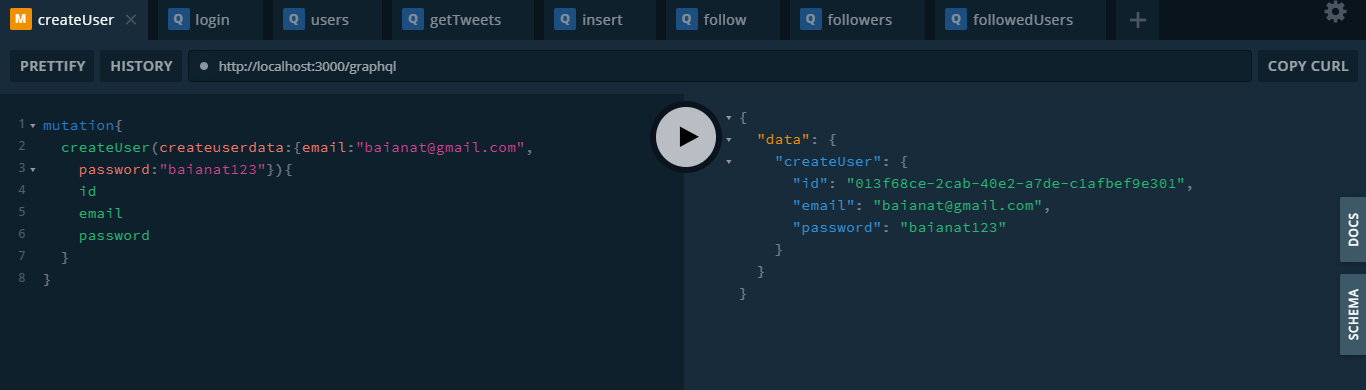 M createUser × Q login Q users Q getTweets Q insert Q follow Q followers Q followedUsers +
PRETTIFY HISTORY http://localhost:3000/graphql COPY CURL
1 mutation{
2 createUser(createuserdata:{email:"baianat@gmail.com",
3 password:"baianat123"}){
4 id
5 email
6 password
7 }
8 }
{
"data": {
"createUser": {
"id": "013f68ce-2cab-40e2-a7de-c1afbef9e301",
"email": "baianat@gmail.com",
"password": "baianat123"
}
}
}
DOCS
SCHEMA